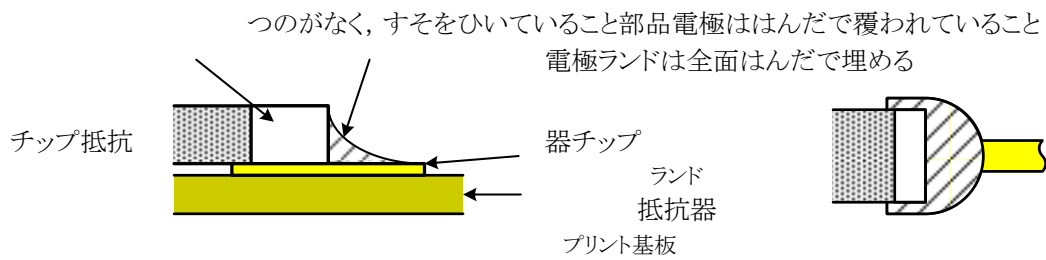 つのがなく, すそをひいていること部品電極ははんだで覆われていること
電極ランドは全面はんだで埋める
チップ抵抗
器チップ
ランド
抵抗器
プリント基板